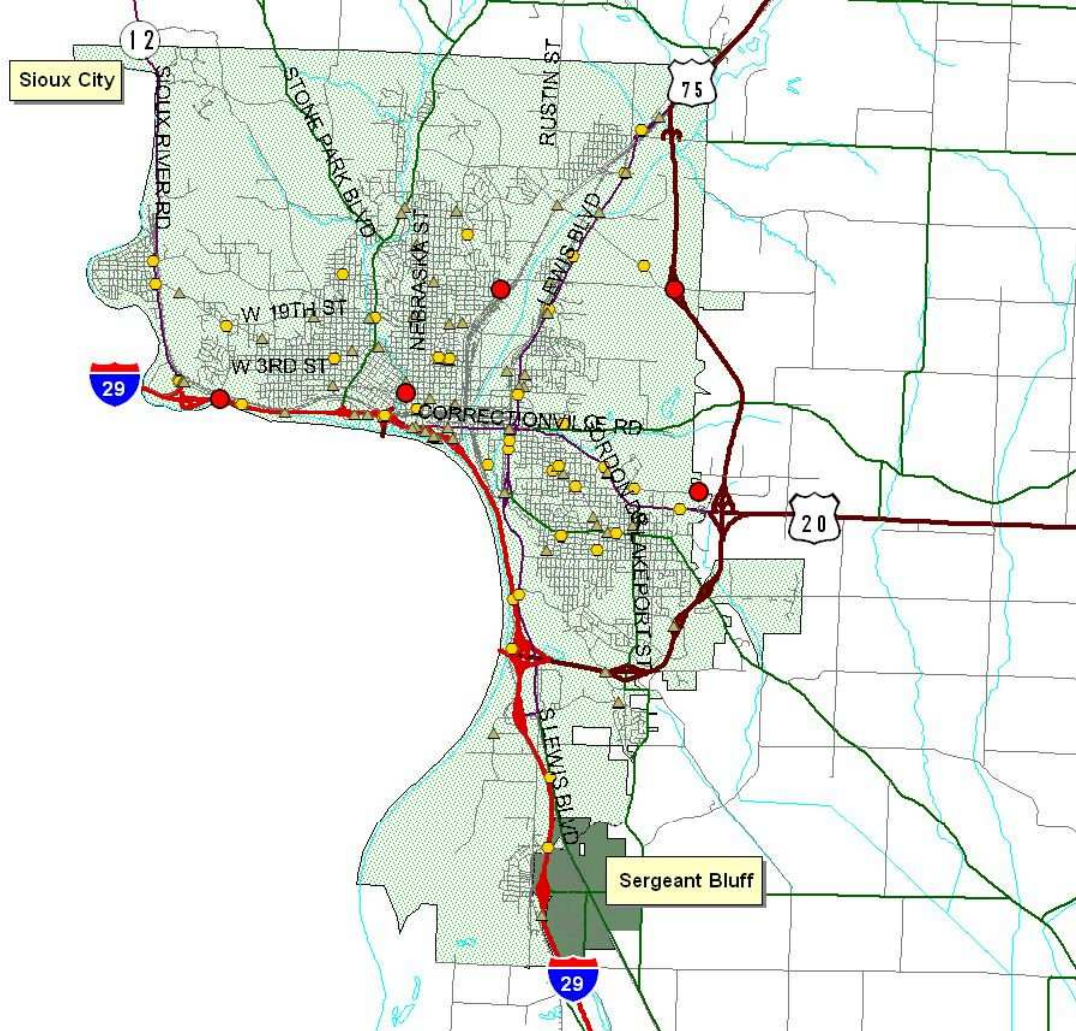 12
Sioux City
75
SIOUX RIVER RD
STONE PARK BLVD
RUSTIN ST
NEBRASKA ST
LEWIS BLVD
W 19TH ST
W 3RD ST
29
CORRECTIONVILLE RD
GORDON DR
20
S LAKEPORT ST
S LEWIS BLVD
Sergeant Bluff
29